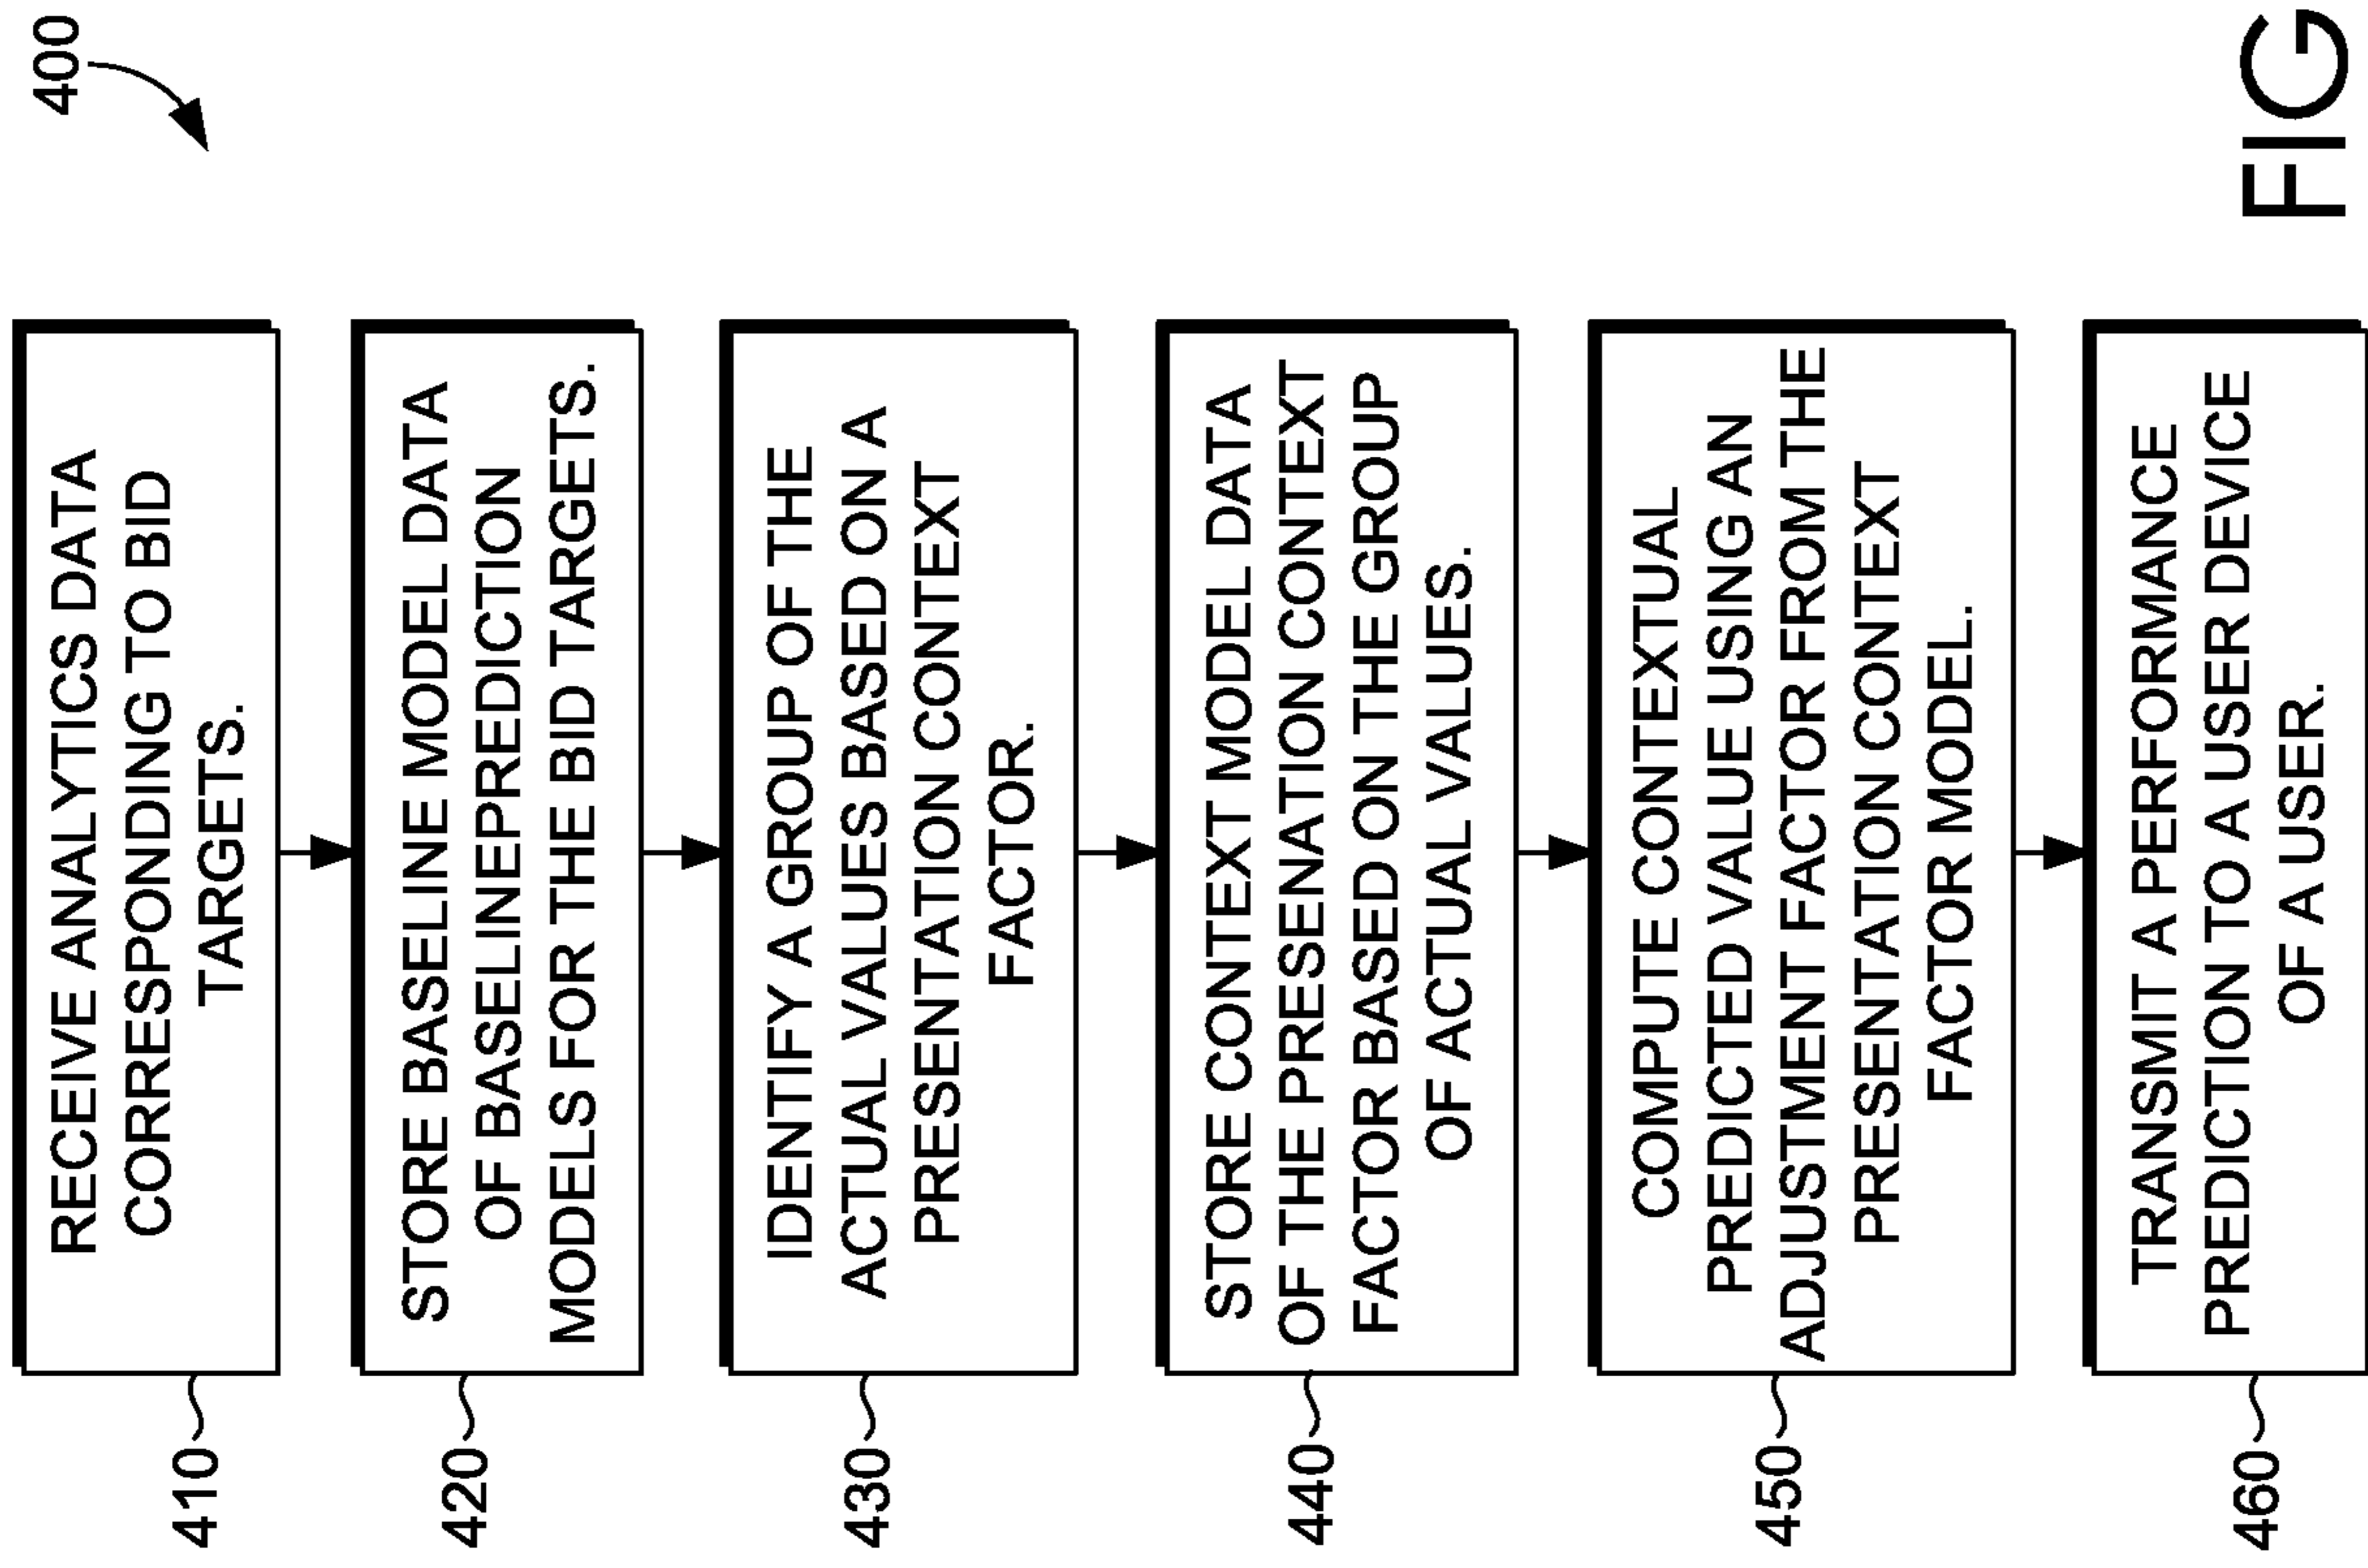 400
410
RECEIVE ANALYTICS DATA
CORRESPONDING TO BID
TARGETS.
420
STORE BASELINE MODEL DATA
OF BASELINEPREDICTION
MODELS FOR THE BID TARGETS.
430
IDENTIFY A GROUP OF THE
ACTUAL VALUES BASED ON A
PRESENTATION CONTEXT
FACTOR.
440
STORE CONTEXT MODEL DATA
OF THE PRESENATION CONTEXT
FACTOR BASED ON THE GROUP
OF ACTUAL VALUES.
450
COMPUTE CONTEXTUAL
PREDICTED VALUE USING AN
ADJUSTMENT FACTOR FROM THE
PRESENTATION CONTEXT
FACTOR MODEL.
460
TRANSMIT A PERFORMANCE
PREDICTION TO A USER DEVICE
OF A USER.
FIG